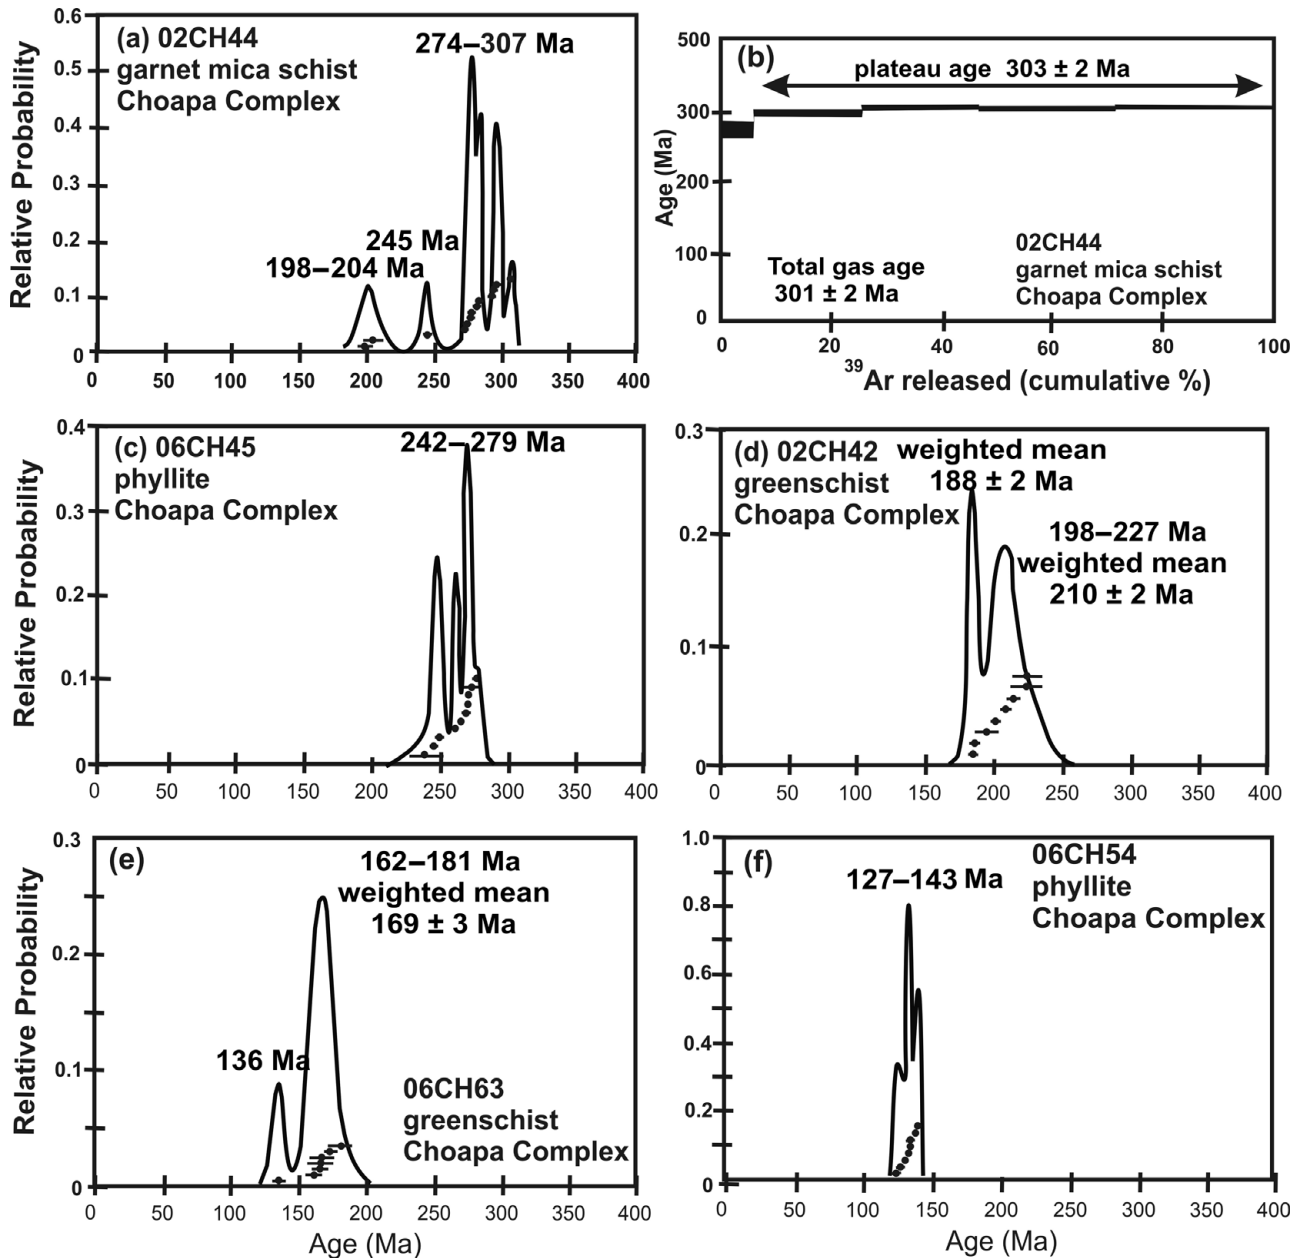 (a) 02CH44
garnet mica schist
Choapa Complex
274–307 Ma
245 Ma
198–204 Ma
Relative Probability
0.6
0.5
0.4
0.3
0.2
0.1
0
0 50 100 150 200 250 300 350 400
(b)
plateau age 303 ± 2 Ma
Age (Ma)
500
300
200
100
0
Total gas age
301 ± 2 Ma
02CH44
garnet mica schist
Choapa Complex
0 20 40 60 80 100
39Ar released (cumulative %)
(c) 06CH45
phyllite
Choapa Complex
242–279 Ma
Relative Probability
0.4
0.3
0.2
0.1
0
0 50 100 150 200 250 300 350 400
(d) 02CH42
greenschist
Choapa Complex
weighted mean
188 ± 2 Ma
198–227 Ma
weighted mean
210 ± 2 Ma
0.3
0.2
0.1
0
0 50 100 150 200 250 300 350 400
(e)
162–181 Ma
weighted mean
169 ± 3 Ma
136 Ma
06CH63
greenschist
Choapa Complex
Relative Probability
0.3
0.2
0.1
0
0 50 100 150 200 250 300 350 400
Age (Ma)
(f)
127–143 Ma
06CH54
phyllite
Choapa Complex
1.0
0.8
0.6
0.4
0.2
0
0 50 100 150 200 250 300 350 400
Age (Ma)